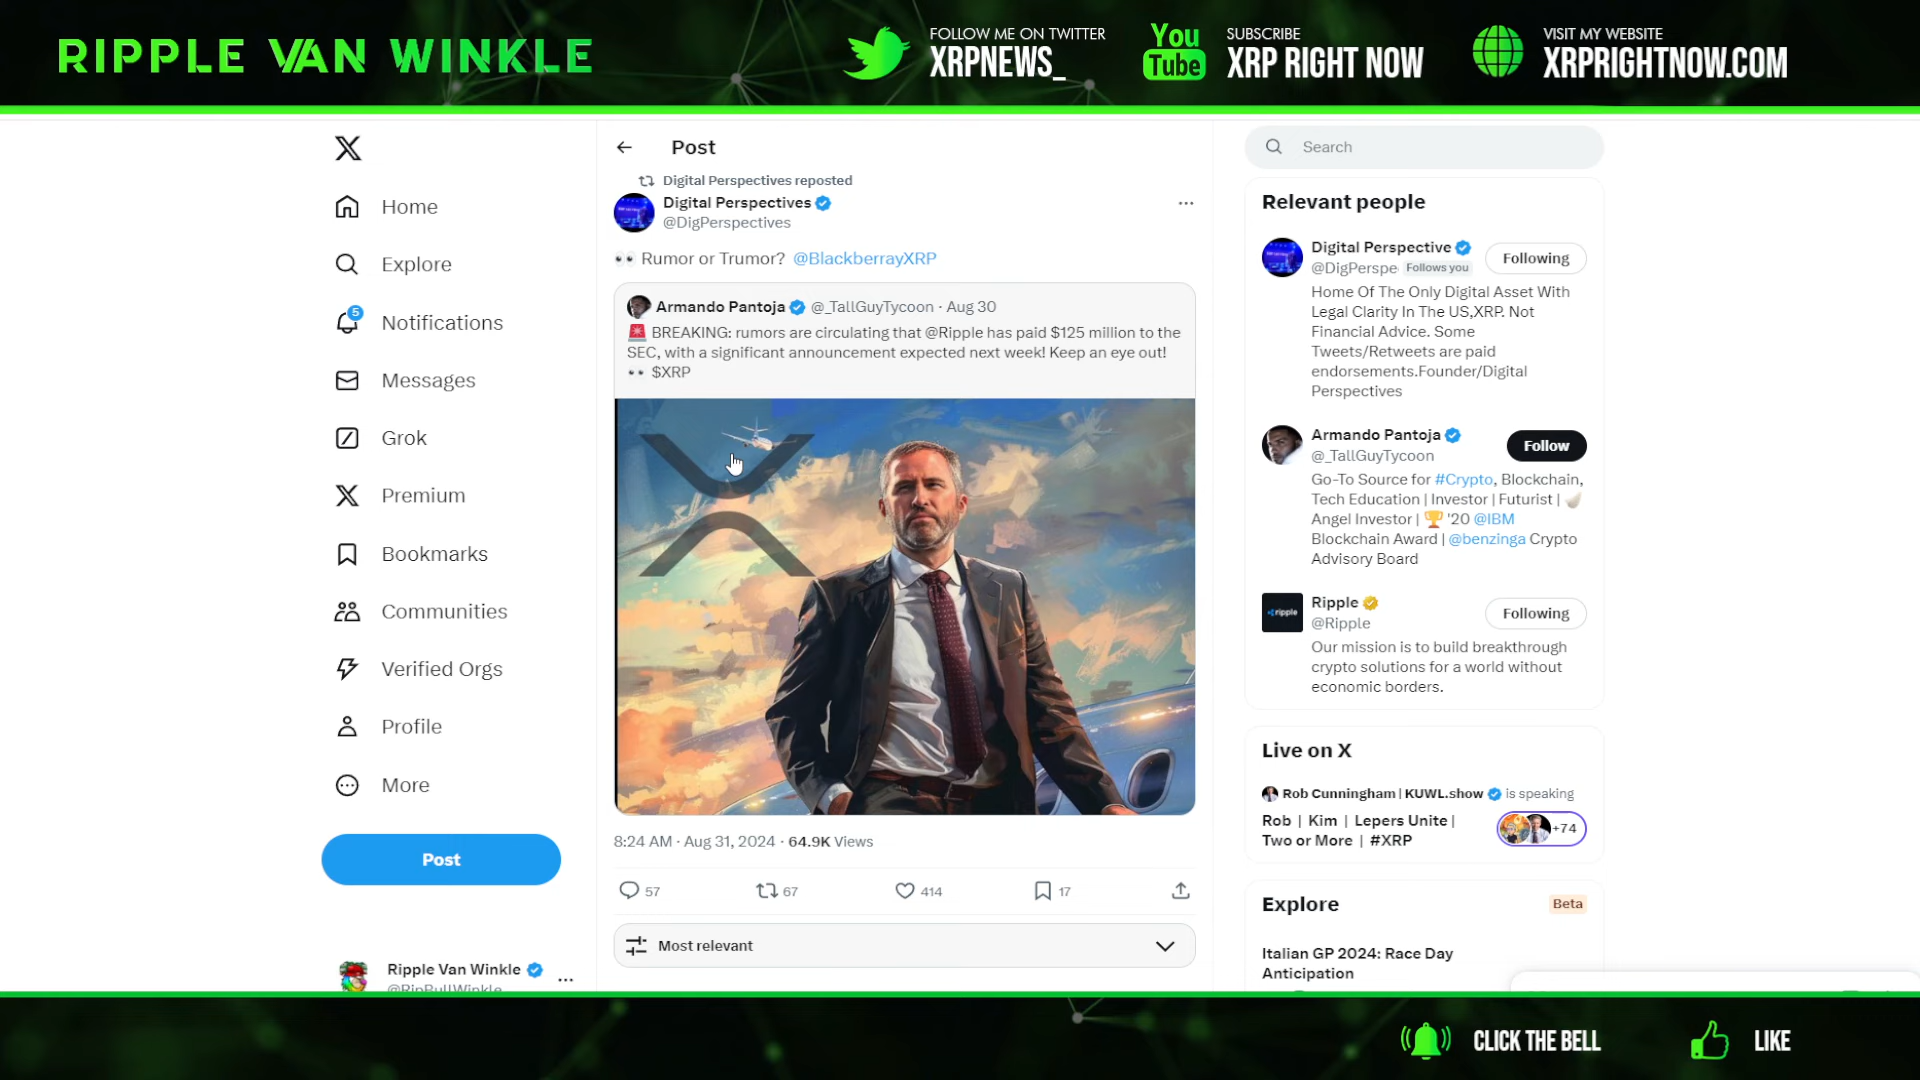 RIPPLE VAN WINKLE
FOLLOW ME ON TWITTER
XRPNEWS_
You
Tube
SUBSCRIBE
XRP RIGHT NOW
VISIT MY WEBSITE
XRPRIGHTNOW.COM
Home
Explore
5
Notifications
Messages
Grok
Premium
Bookmarks
Communities
Verified Orgs
Profile
More
Post
Ripple Van Winkle
@RipBullWinkle
Post
Digital Perspectives reposted
Digital Perspectives
@DigPerspectives
👀 Rumor or Trumor? @BlackberryXRP
Armando Pantoja @_TallGuyTycoon · Aug 30
🚨 BREAKING: rumors are circulating that @Ripple has paid $125 million to the
SEC, with a significant announcement expected next week! Keep an eye out!
👀 $XRP
8:24 AM · Aug 31, 2024 · 64.9K Views
57
67
414
17
Most relevant
Search
Relevant people
Digital Perspective
@DigPerspe Follows you
Following
Home Of The Only Digital Asset With
Legal Clarity In The US,XRP. Not
Financial Advice. Some
Tweets/Retweets are paid
endorsements.Founder/Digital
Perspectives
Armando Pantoja
@_TallGuyTycoon
Follow
Go-To Source for #Crypto, Blockchain,
Tech Education | Investor | Futurist |
Angel Investor | 🏆 '20 @IBM
Blockchain Award | @benzinga Crypto
Advisory Board
ripple
Ripple
@Ripple
Following
Our mission is to build breakthrough
crypto solutions for a world without
economic borders.
Live on X
Rob Cunningham | KUWL.show is speaking
Rob | Kim | Lepers Unite |
Two or More | #XRP
+74
Explore
Beta
Italian GP 2024: Race Day
Anticipation
CLICK THE BELL
LIKE